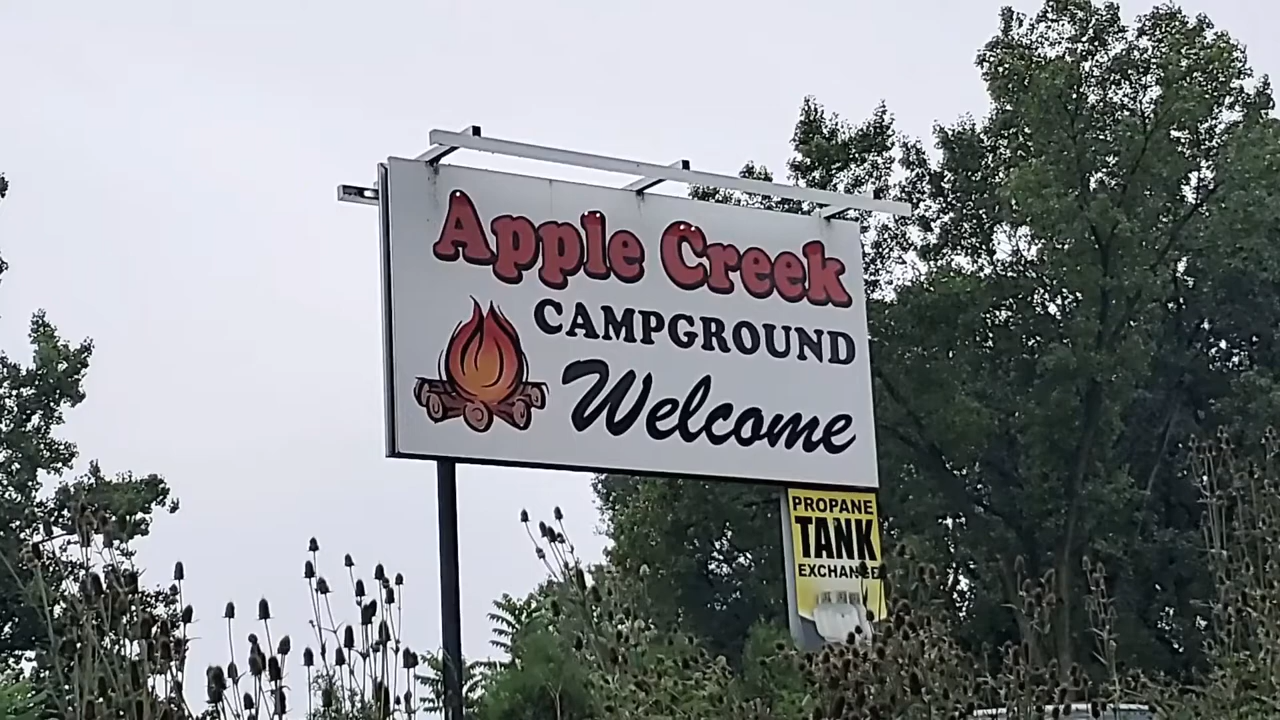 Apple Creek
CAMPGROUND
Welcome
PROPANE
TANK
EXCHANGE